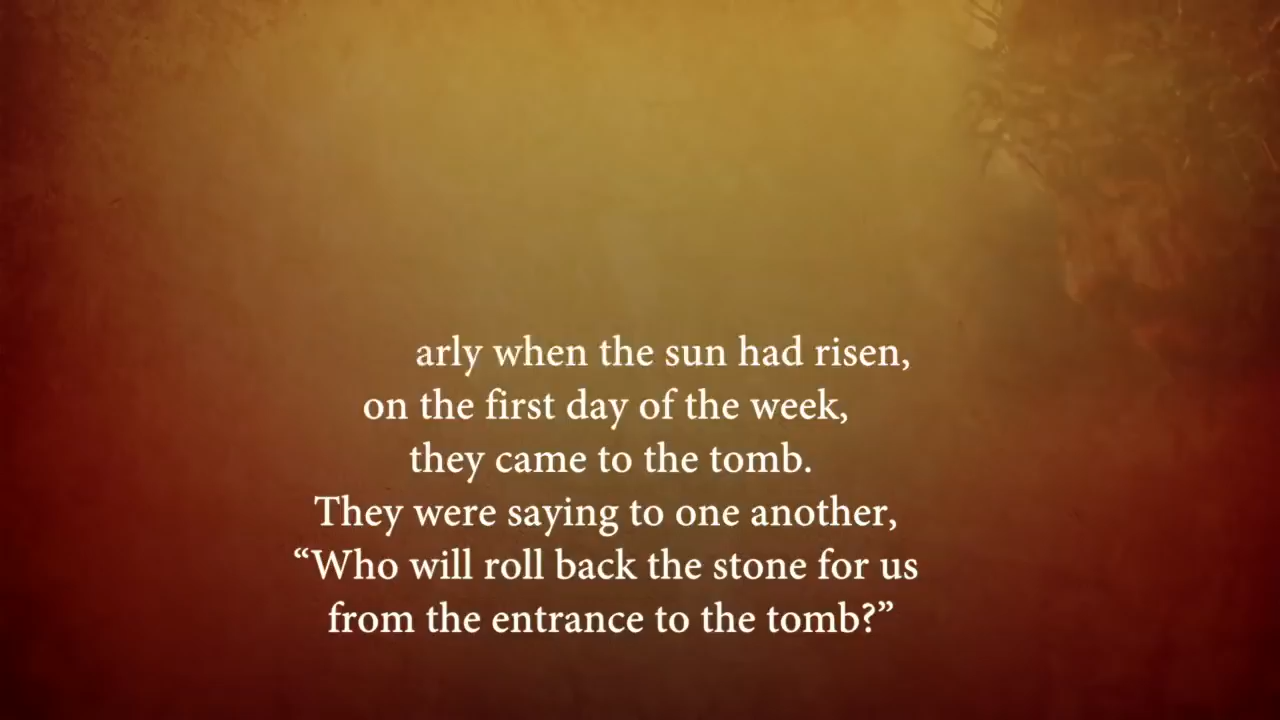 arly when the sun had risen,
on the first day of the week,
they came to the tomb.
They were saying to one another,
“Who will roll back the stone for us
from the entrance to the tomb?”